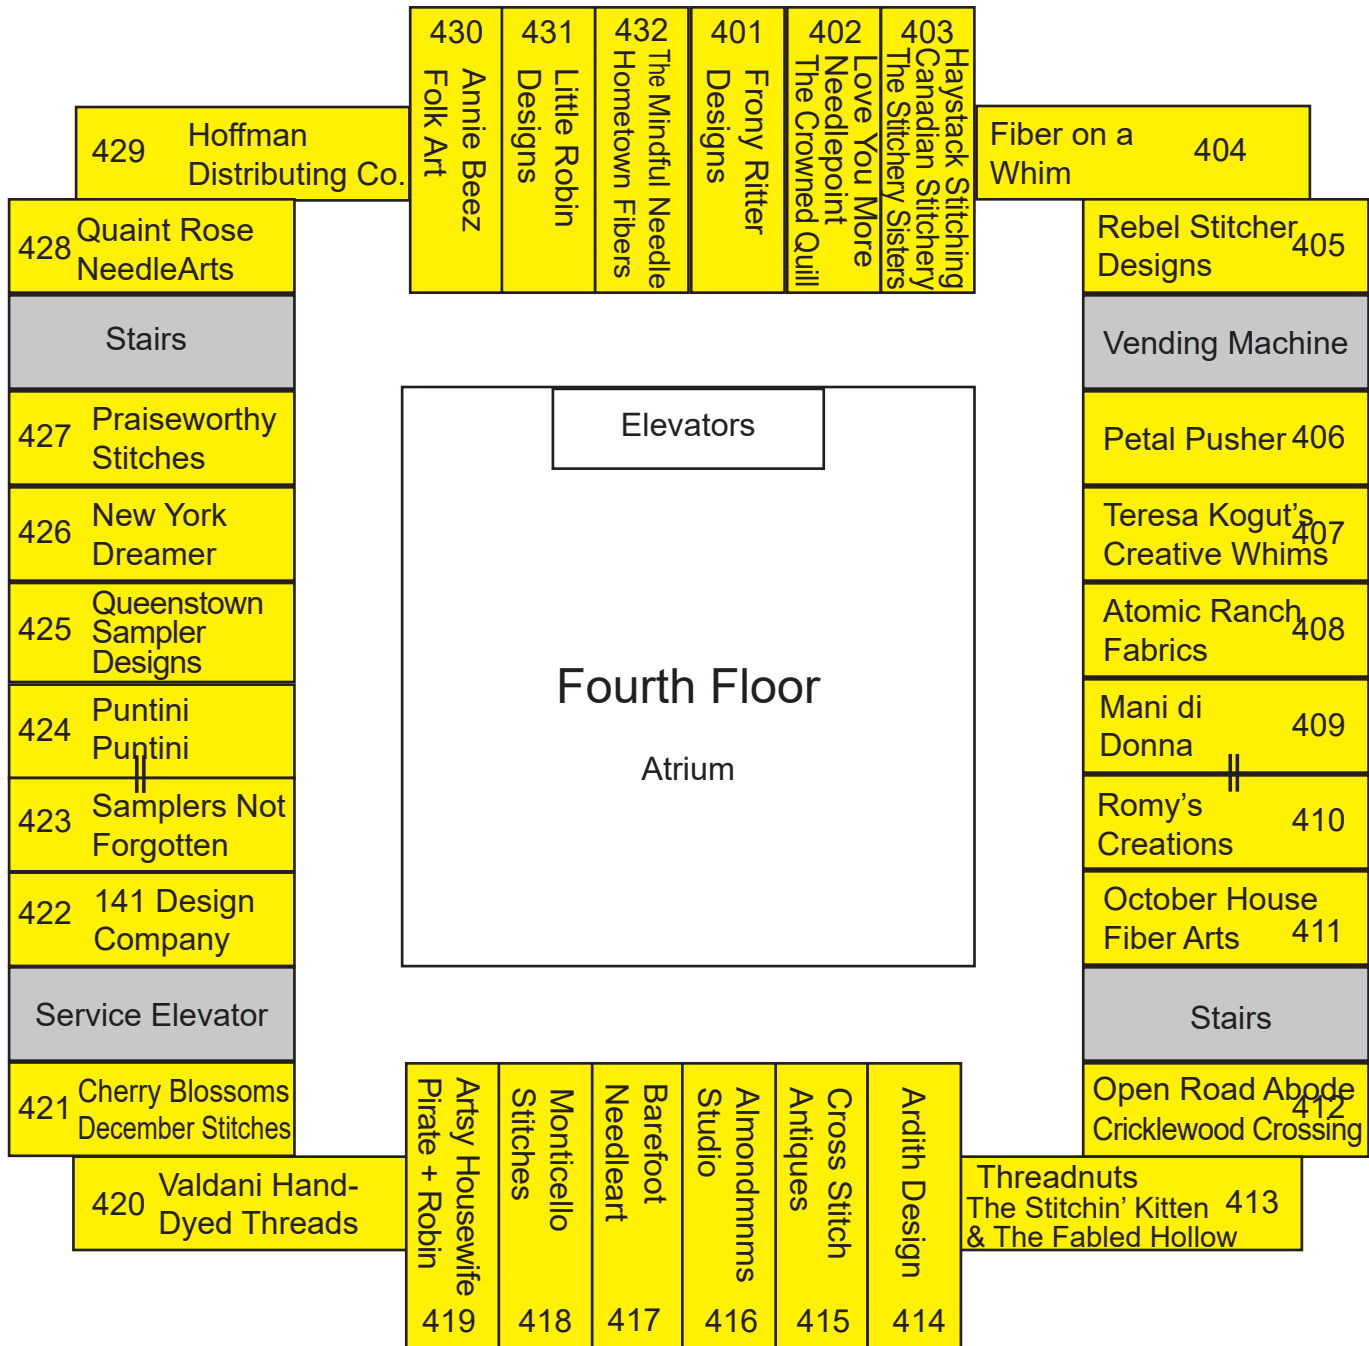 430
Annie Beez
Folk Art
431
Little Robin
Designs
432
The Mindful Needle
Hometown Fibers
401
Frony Ritter
Designs
402
Love You More
Needlepoint
The Crowned Quill
403
Haystack Stitching
Canadian Stitchery
The Stitchery Sisters
429
Hoffman
Distributing Co.
Fiber on a
Whim
404
428
Quaint Rose
NeedleArts
Rebel Stitcher
Designs
405
Stairs
Vending Machine
Elevators
427
Praiseworthy
Stitches
Petal Pusher
406
426
New York
Dreamer
Teresa Kogut’s
Creative Whims
407
425
Queenstown
Sampler
Designs
Atomic Ranch
Fabrics
408
Fourth Floor
Atrium
424
Puntini
Puntini
Mani di
Donna
409
423
Samplers Not
Forgotten
Romy’s
Creations
410
422
141 Design
Company
October House
Fiber Arts
411
Service Elevator
Stairs
421
Cherry Blossoms
December Stitches
Open Road Abode
Cricklewood Crossing
412
420
Valdani Hand-
Dyed Threads
Artsy Housewife
Pirate + Robin
419
Monticello
Stitches
418
Barefoot
Needleart
417
Almondmnms
Studio
416
Cross Stitch
Antiques
415
Ardith Design
414
Threadnuts
The Stitchin’ Kitten
& The Fabled Hollow
413